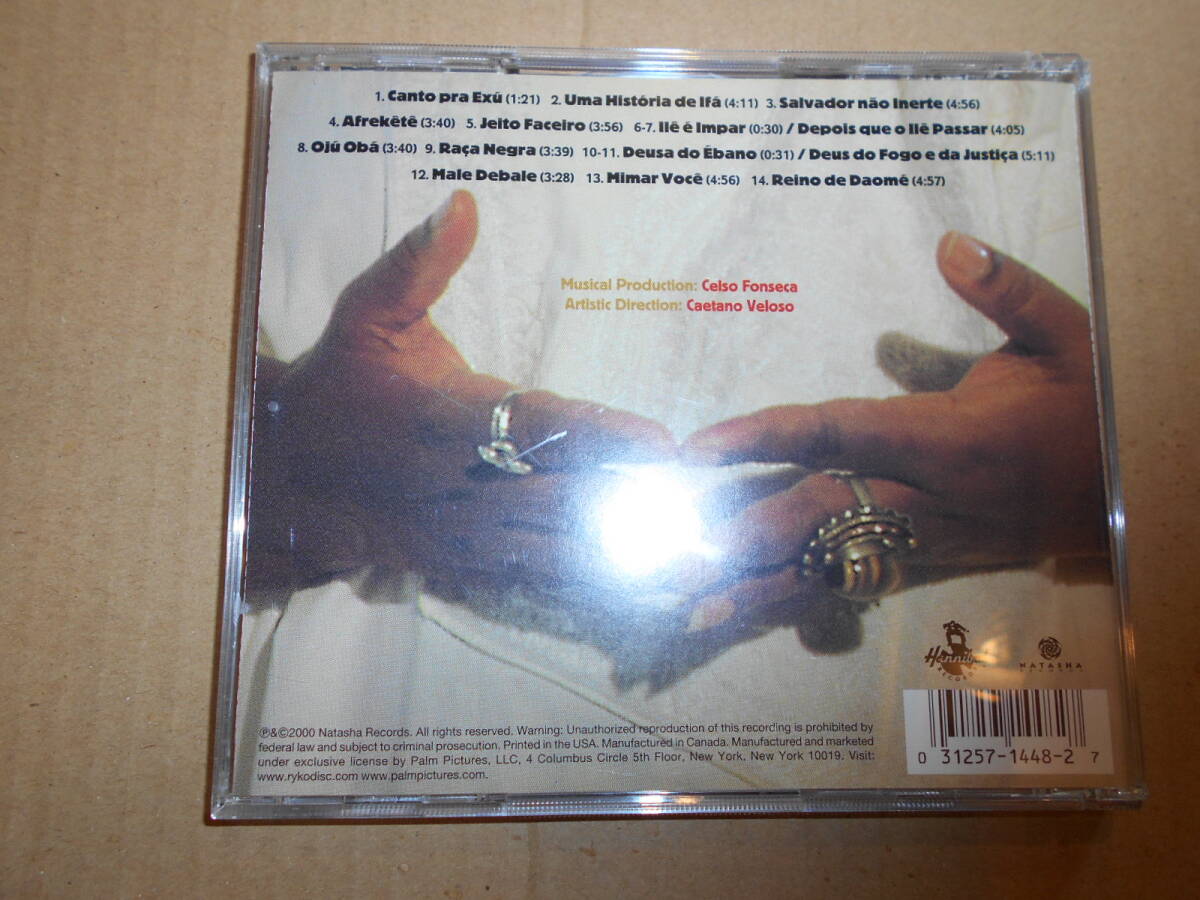 1. Canto pra Exú (1:21) 2. Uma História de Ifá (4:11) 3. Salvador não Inerte (4:56)
4. Afrekêtê (3:40) 5. Jeito Faceiro (3:56) 6-7. Ilê é Impar (0:30) / Depois que o Ilê Passar (4:05)
8. Ojú Obá (3:40) 9. Raça Negra (3:39) 10-11. Deusa do Ébano (0:31) / Deus do Fogo e da Justiça (5:11)
12. Male Debale (3:28) 13. Mimar Você (4:56) 14. Reino de Daomé (4:57)
Musical Production: Celso Fonseca
Artistic Direction: Caetano Veloso
NATASHA
RECORDS
℗&©2000 Natasha Records. All rights reserved. Warning: Unauthorized reproduction of this recording is prohibited by
federal law and subject to criminal prosecution. Printed in the USA. Manufactured in Canada. Manufactured and marketed
under exclusive license by Palm Pictures, LLC, 4 Columbus Circle 5th Floor, New York, New York 10019. Visit:
www.rykodisc.com www.palmpictures.com.
0 31257-1448-2 7